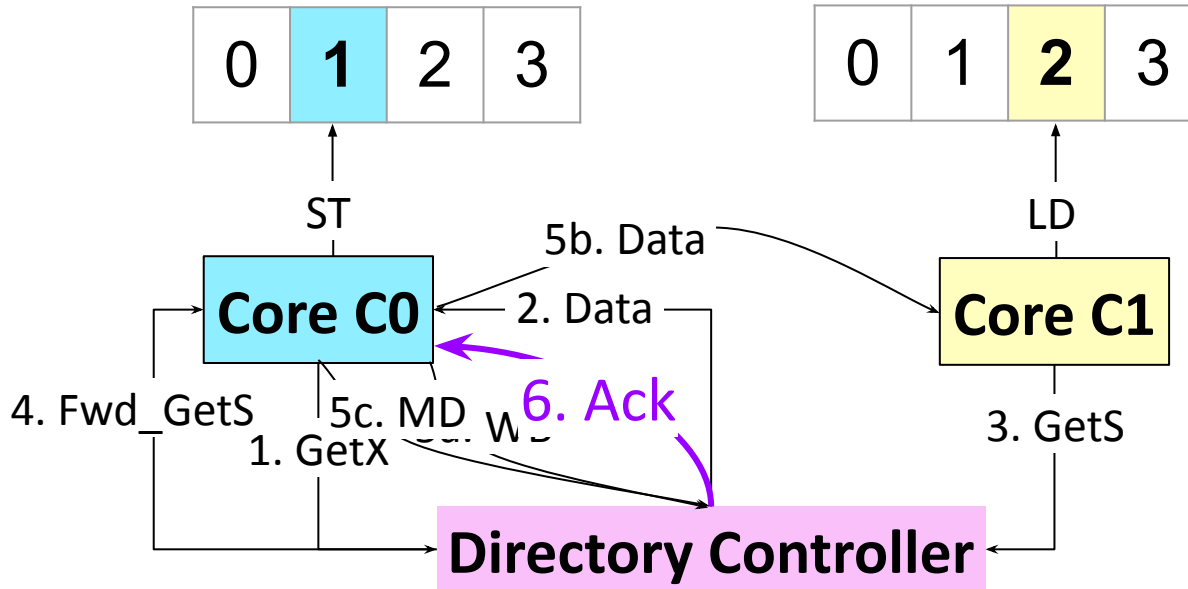 0 1 2 3
0 1 2 3
ST
LD
5b. Data
Core C0
2. Data
Core C1
4. Fwd_GetS
5c. MD
6. Ack
3. GetS
1. GetX
Directory Controller